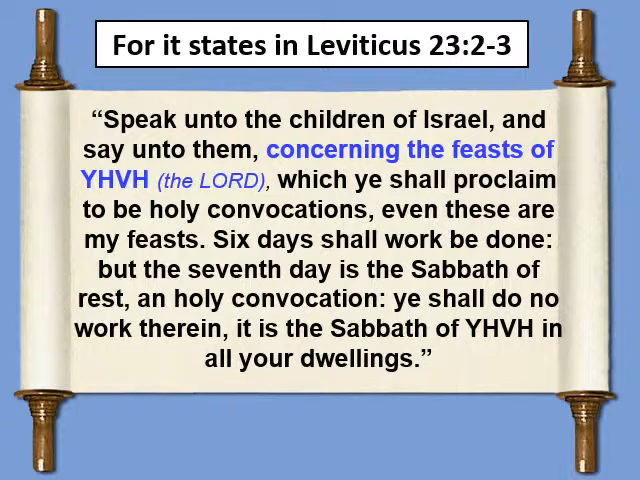 For it states in Leviticus 23:2-3
“Speak unto the children of Israel, and
say unto them, concerning the feasts of
YHVH (the LORD), which ye shall proclaim
to be holy convocations, even these are
my feasts. Six days shall work be done:
but the seventh day is the Sabbath of
rest, an holy convocation: ye shall do no
work therein, it is the Sabbath of YHVH in
all your dwellings.”